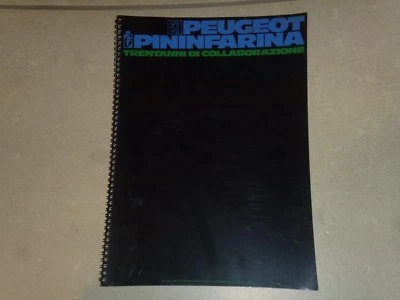 PEUGEOT
PININFARINA
TRENTANNI DI COLLABORAZIONE